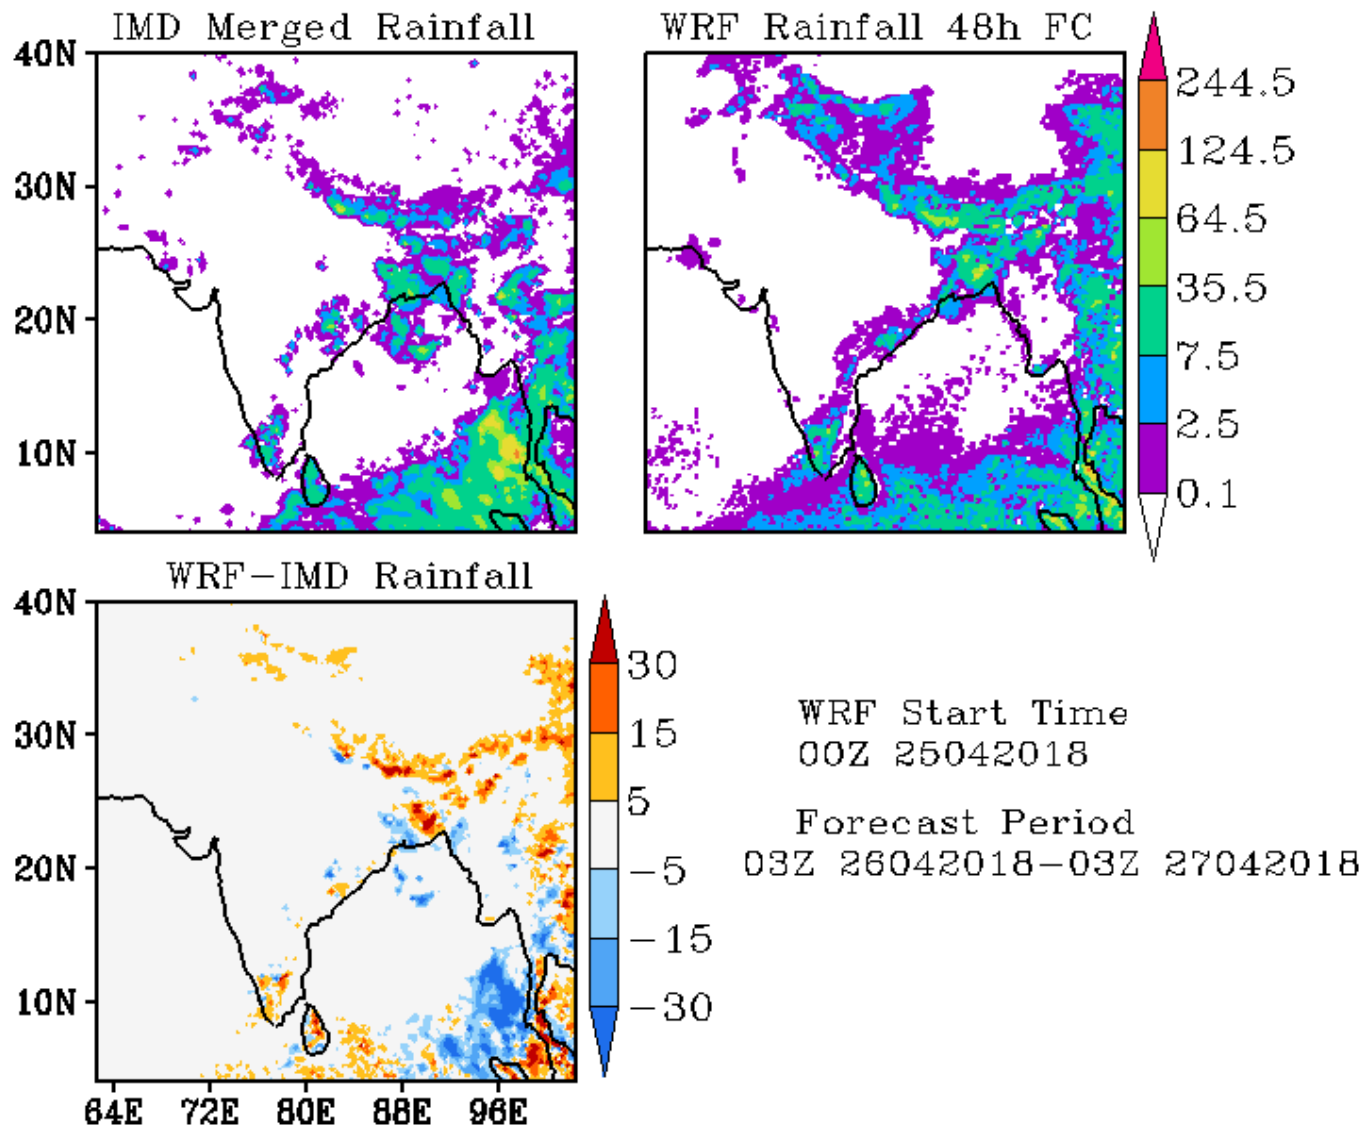 IMD Merged Rainfall
WRF Rainfall 48h FC
40N
30N
20N
10N
244.5
124.5
64.5
35.5
7.5
2.5
0.1
WRF-IMD Rainfall
40N
30N
20N
10N
64E 72E 80E 88E 96E
30
15
5
-5
-15
-30
WRF Start Time
00Z 25042018
Forecast Period
03Z 26042018-03Z 27042018